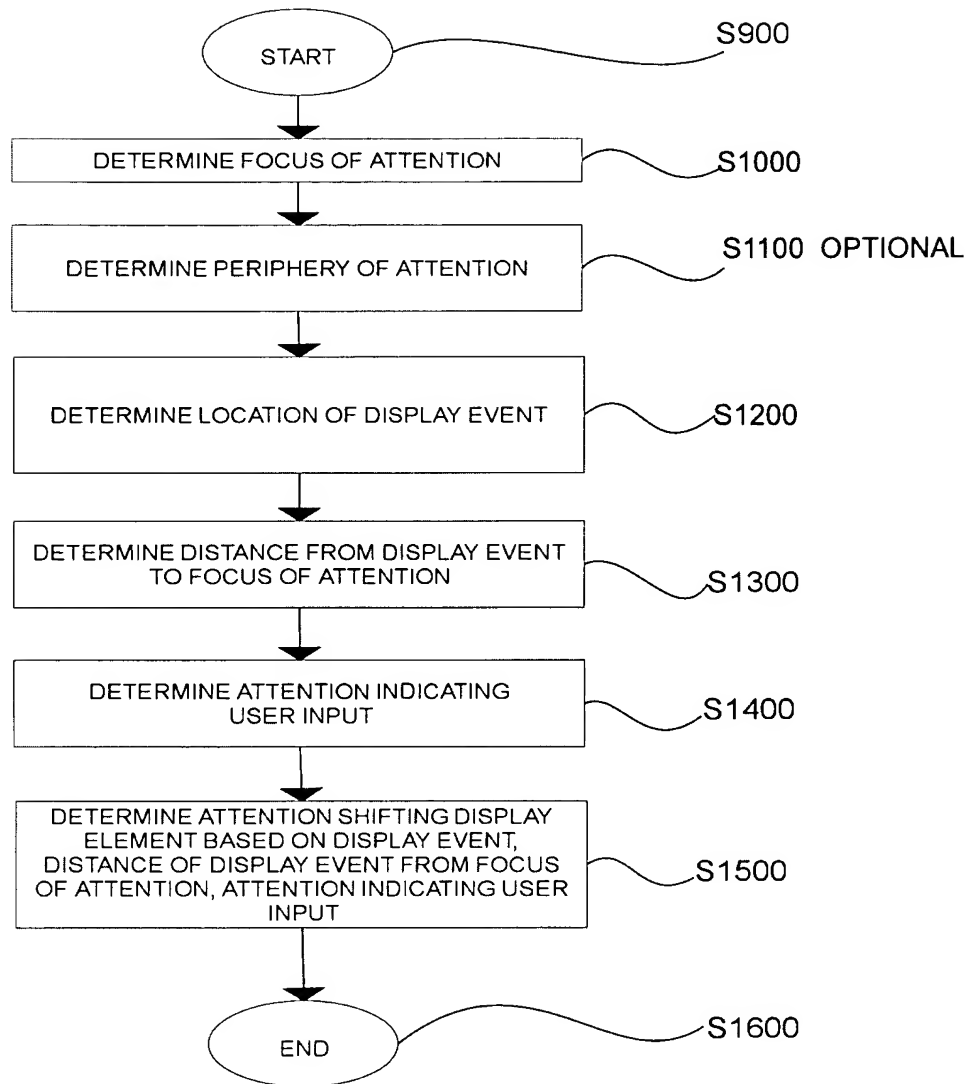 START
S900
DETERMINE FOCUS OF ATTENTION
S1000
DETERMINE PERIPHERY OF ATTENTION
S1100 OPTIONAL
DETERMINE LOCATION OF DISPLAY EVENT
S1200
DETERMINE DISTANCE FROM DISPLAY EVENT
TO FOCUS OF ATTENTION
S1300
DETERMINE ATTENTION INDICATING
USER INPUT
S1400
DETERMINE ATTENTION SHIFTING DISPLAY
ELEMENT BASED ON DISPLAY EVENT,
DISTANCE OF DISPLAY EVENT FROM FOCUS
OF ATTENTION, ATTENTION INDICATING USER
INPUT
S1500
END
S1600